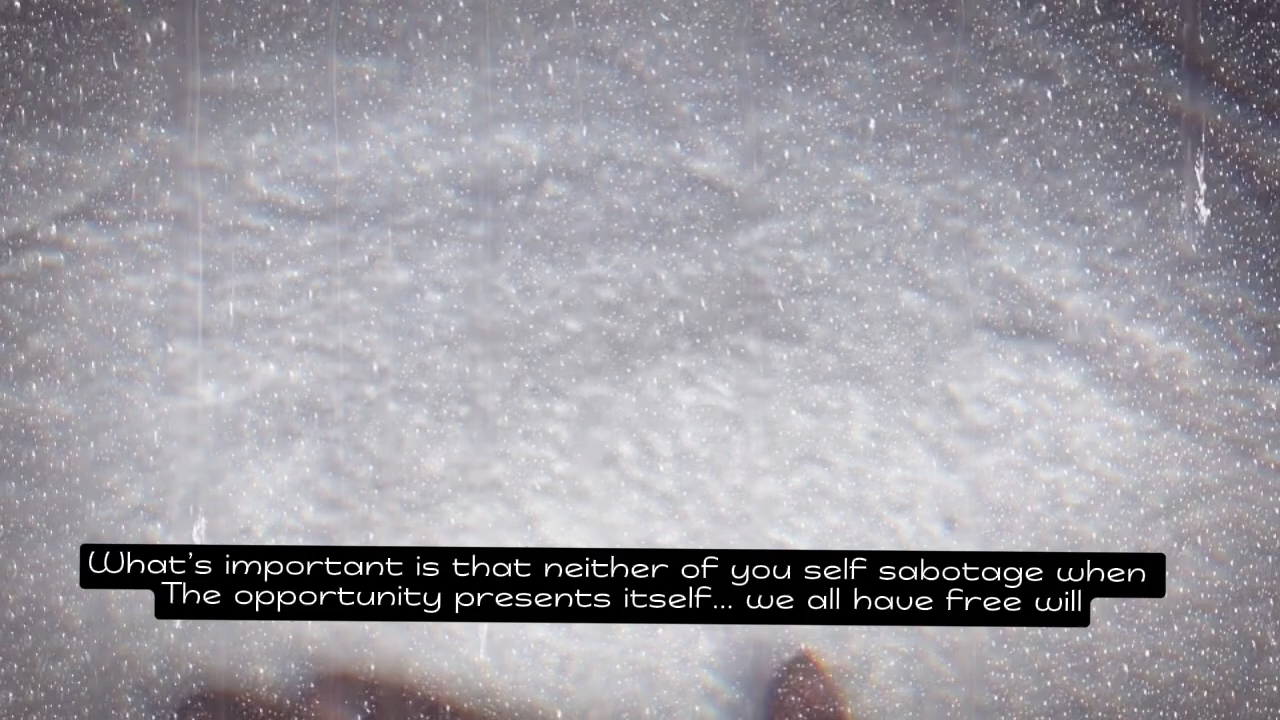 What's important is that neither of you self sabotage when
The opportunity presents itself... we all have free will